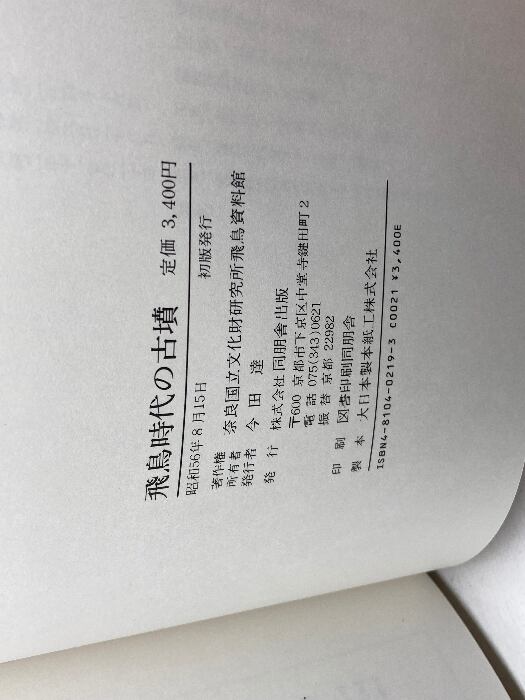 飛鳥時代の古墳 定価 3,400円
昭和56年8月15日 初版発行
著作権
所有者 奈良国立文化財研究所飛鳥資料館
発行者 今田 達
発行 株式会社 同朋舎出版
〒600 京都市下京区中堂寺鍵田町2
電話 075(343)0621
振替 京都 22982
印刷 図書印刷同朋舎
製本 大日本製本紙工株式会社
ISBN4-8104-0219-3 C0021 ¥3,400E